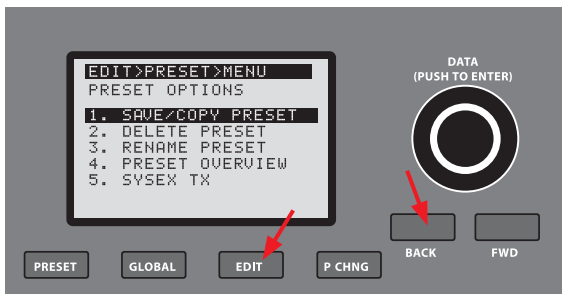 EDIT>PRESET>MENU
PRESET OPTIONS
1. SAVE/COPY PRESET
2. DELETE PRESET
3. RENAME PRESET
4. PRESET OVERVIEW
5. SYSEX TX
DATA
(PUSH TO ENTER)
BACK
FWD
PRESET
GLOBAL
EDIT
P CHNG